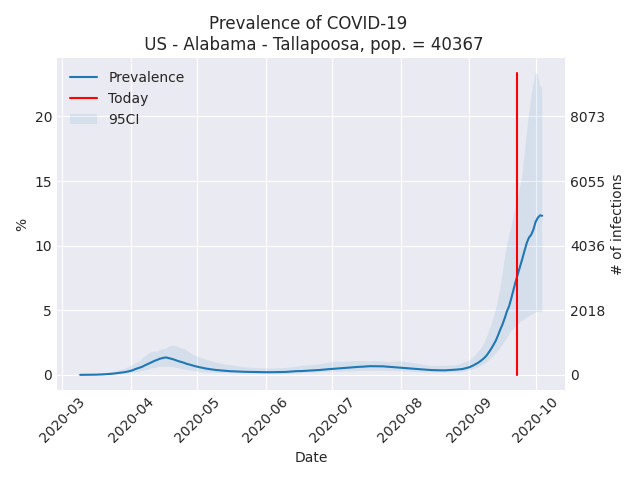 Prevalence of COVID-19
US - Alabama - Tallapoosa, pop. = 40367
Prevalence
Today
95CI
20
15
10
5
0
%
8073
6055
4036
2018
0
# of infections
2020-03
2020-04
2020-05
2020-06
2020-07
2020-08
2020-09
2020-10
Date